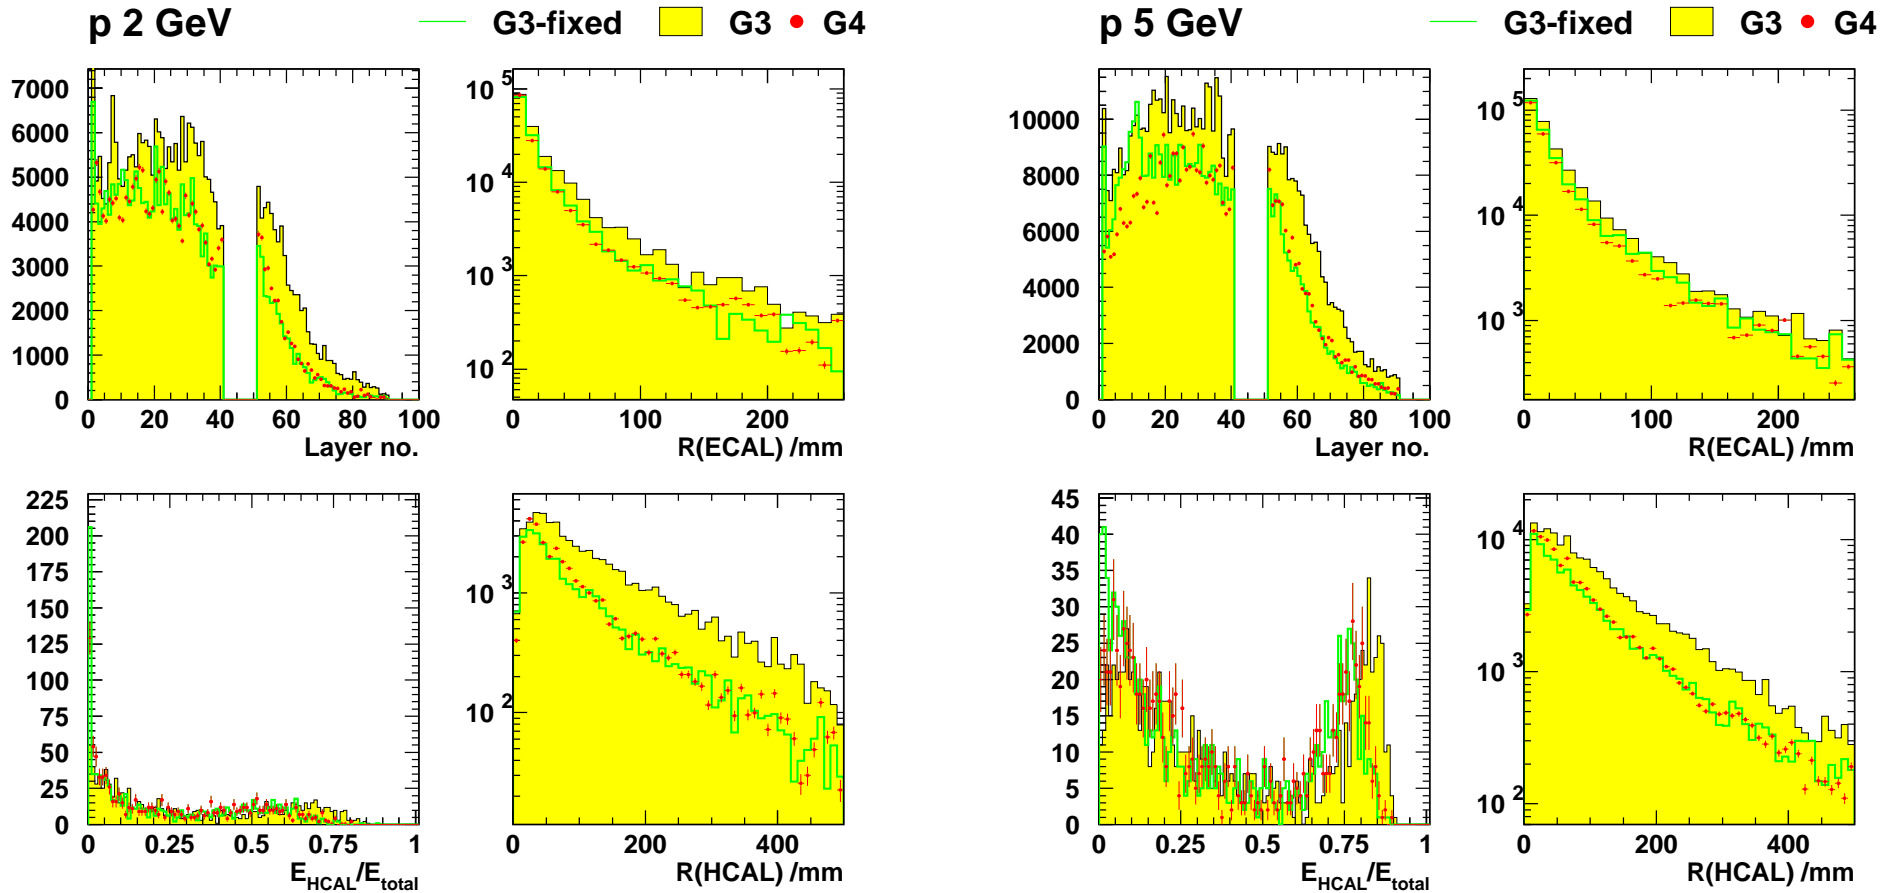 p 2 GeV
G3-fixed G3 G4
7000
6000
5000
4000
3000
2000
1000
0
0 20 40 60 80 100
Layer no.
10^5
10^4
10^3
10^2
0 100 200
R(ECAL) /mm
225
200
175
150
125
100
75
50
25
0
0 0.25 0.5 0.75 1
E_HCAL/E_total
10^3
10^2
0 200 400
R(HCAL) /mm
p 5 GeV
G3-fixed G3 G4
10000
8000
6000
4000
2000
0
0 20 40 60 80 100
Layer no.
10^5
10^4
10^3
0 100 200
R(ECAL) /mm
45
40
35
30
25
20
15
10
5
0
0 0.25 0.5 0.75 1
E_HCAL/E_total
10^4
10^3
10^2
0 200 400
R(HCAL) /mm